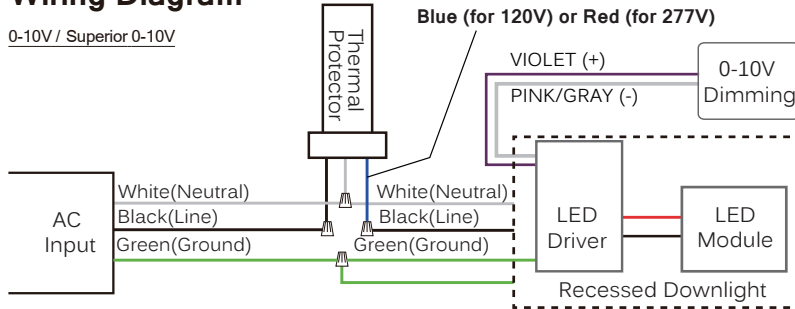 Wiring Diagram
0-10V / Superior 0-10V
Blue (for 120V) or Red (for 277V)
Thermal
Protector
VIOLET (+)
PINK/GRAY (-)
0-10V
Dimming
AC
Input
White(Neutral)
Black(Line)
Green(Ground)
White(Neutral)
Black(Line)
Green(Ground)
LED
Driver
LED
Module
Recessed Downlight